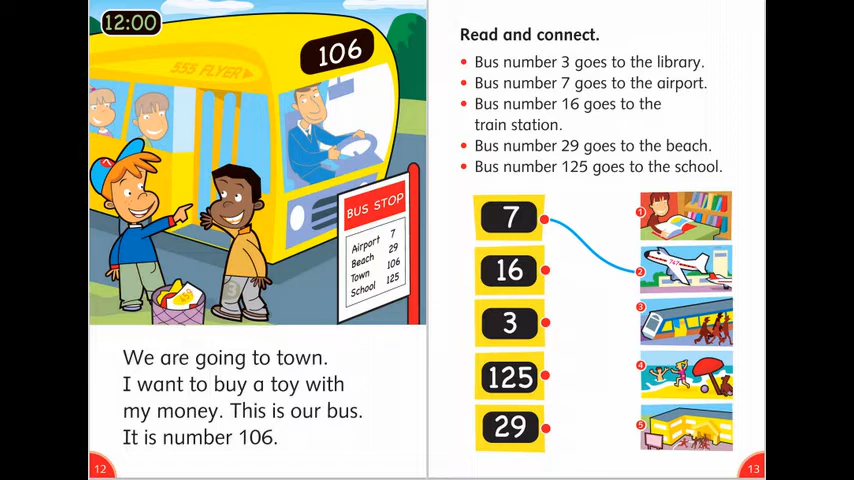 12:00
106
555 FLYER
BUS STOP
Airport 7
Beach 29
Town 106
School 125
3
We are going to town.
I want to buy a toy with
my money. This is our bus.
It is number 106.
12
Read and connect.
• Bus number 3 goes to the library.
• Bus number 7 goes to the airport.
• Bus number 16 goes to the
train station.
• Bus number 29 goes to the beach.
• Bus number 125 goes to the school.
7
16
3
125
29
1
2
747
3
4
5
13